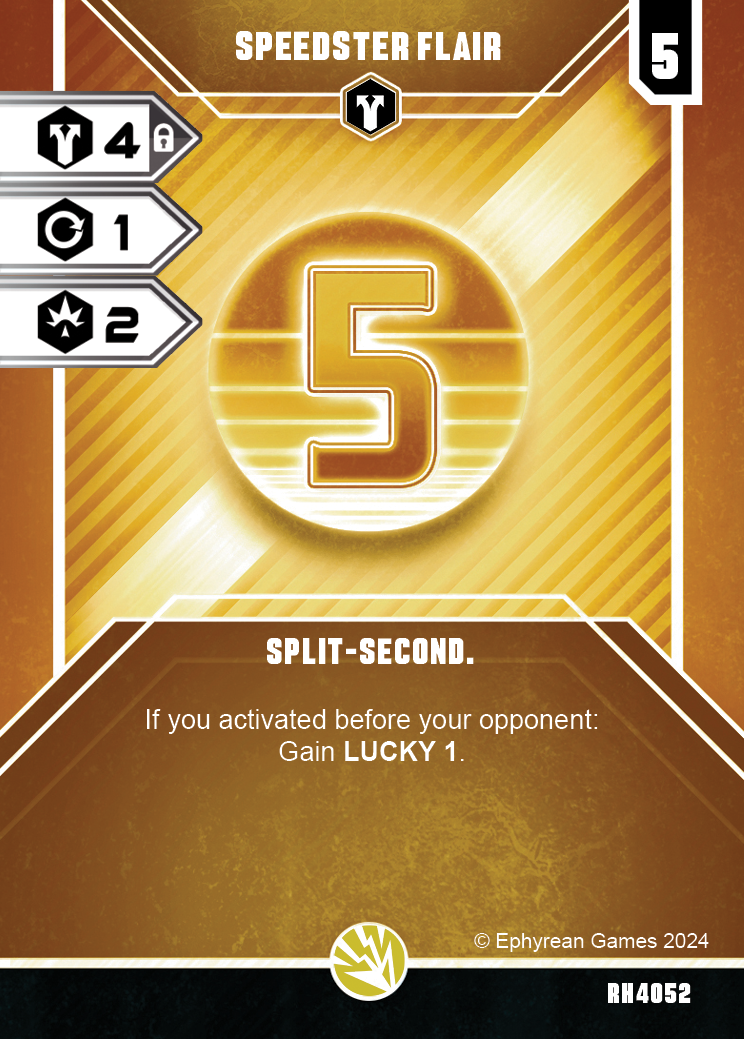 SPEEDSTER FLAIR
5
4
1
2
5
SPLIT-SECOND.
If you activated before your opponent:
Gain LUCKY 1.
© Ephyrean Games 2024
RH4052